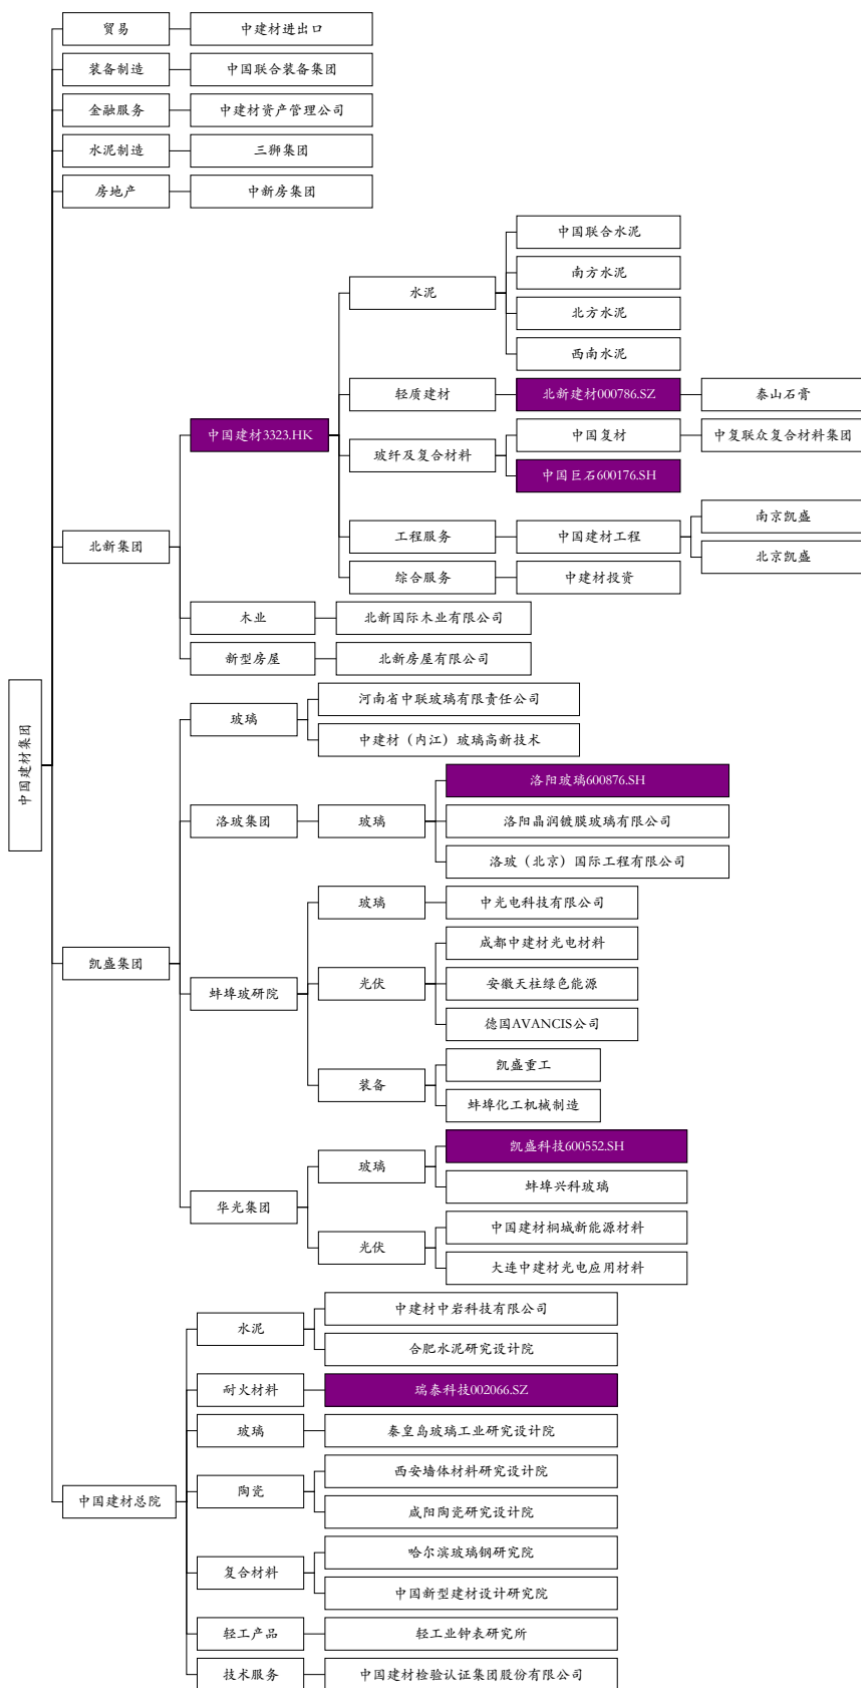 贸易
中建材进出口
装备制造
中国联合装备集团
金融服务
中建材资产管理公司
水泥制造
三狮集团
房地产
中新房集团
中国联合水泥
南方水泥
水泥
北方水泥
西南水泥
轻质建材
北新建材000786.SZ
泰山石膏
中国建材3323.HK
中国复材
中复联众复合材料集团
玻纤及复合材料
中国巨石600176.SH
南京凯盛
工程服务
中国建材工程
北新集团
北京凯盛
综合服务
中建材投资
木业
北新国际木业有限公司
新型房屋
北新房屋有限公司
中国建材集团
河南省中联玻璃有限责任公司
玻璃
中建材（内江）玻璃高新技术
洛阳玻璃600876.SH
洛玻集团
玻璃
洛阳晶润镀膜玻璃有限公司
洛玻（北京）国际工程有限公司
玻璃
中光电科技有限公司
成都中建材光电材料
凯盛集团
蚌埠玻研院
光伏
安徽天柱绿色能源
德国AVANCIS公司
凯盛重工
装备
蚌埠化工机械制造
凯盛科技600552.SH
玻璃
蚌埠兴科玻璃
华光集团
中国建材桐城新能源材料
光伏
大连中建材光电应用材料
中建材中岩科技有限公司
水泥
合肥水泥研究设计院
耐火材料
瑞泰科技002066.SZ
玻璃
秦皇岛玻璃工业研究设计院
西安墙体材料研究设计院
中国建材总院
陶瓷
咸阳陶瓷研究设计院
哈尔滨玻璃钢研究院
复合材料
中国新型建材设计研究院
轻工产品
轻工业钟表研究所
技术服务
中国建材检验认证集团股份有限公司